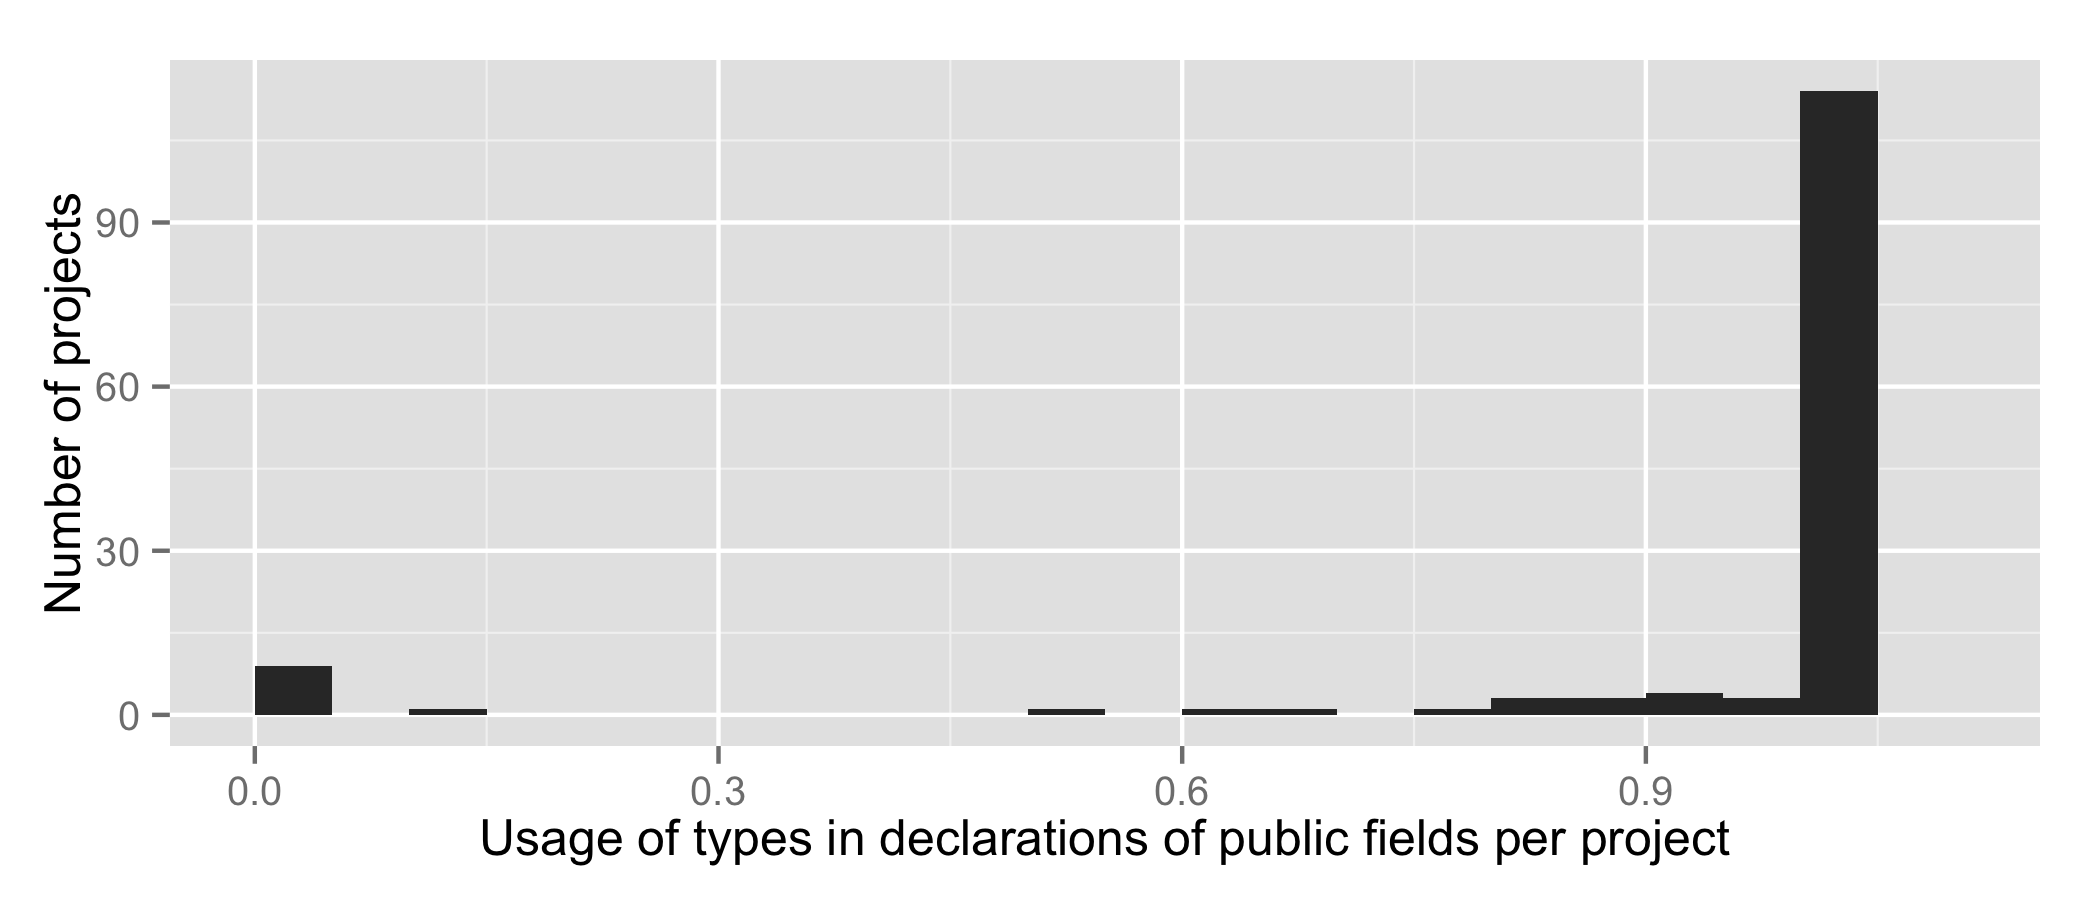 Number of projects
90
60
30
0
0.0 0.3 0.6 0.9
Usage of types in declarations of public fields per project